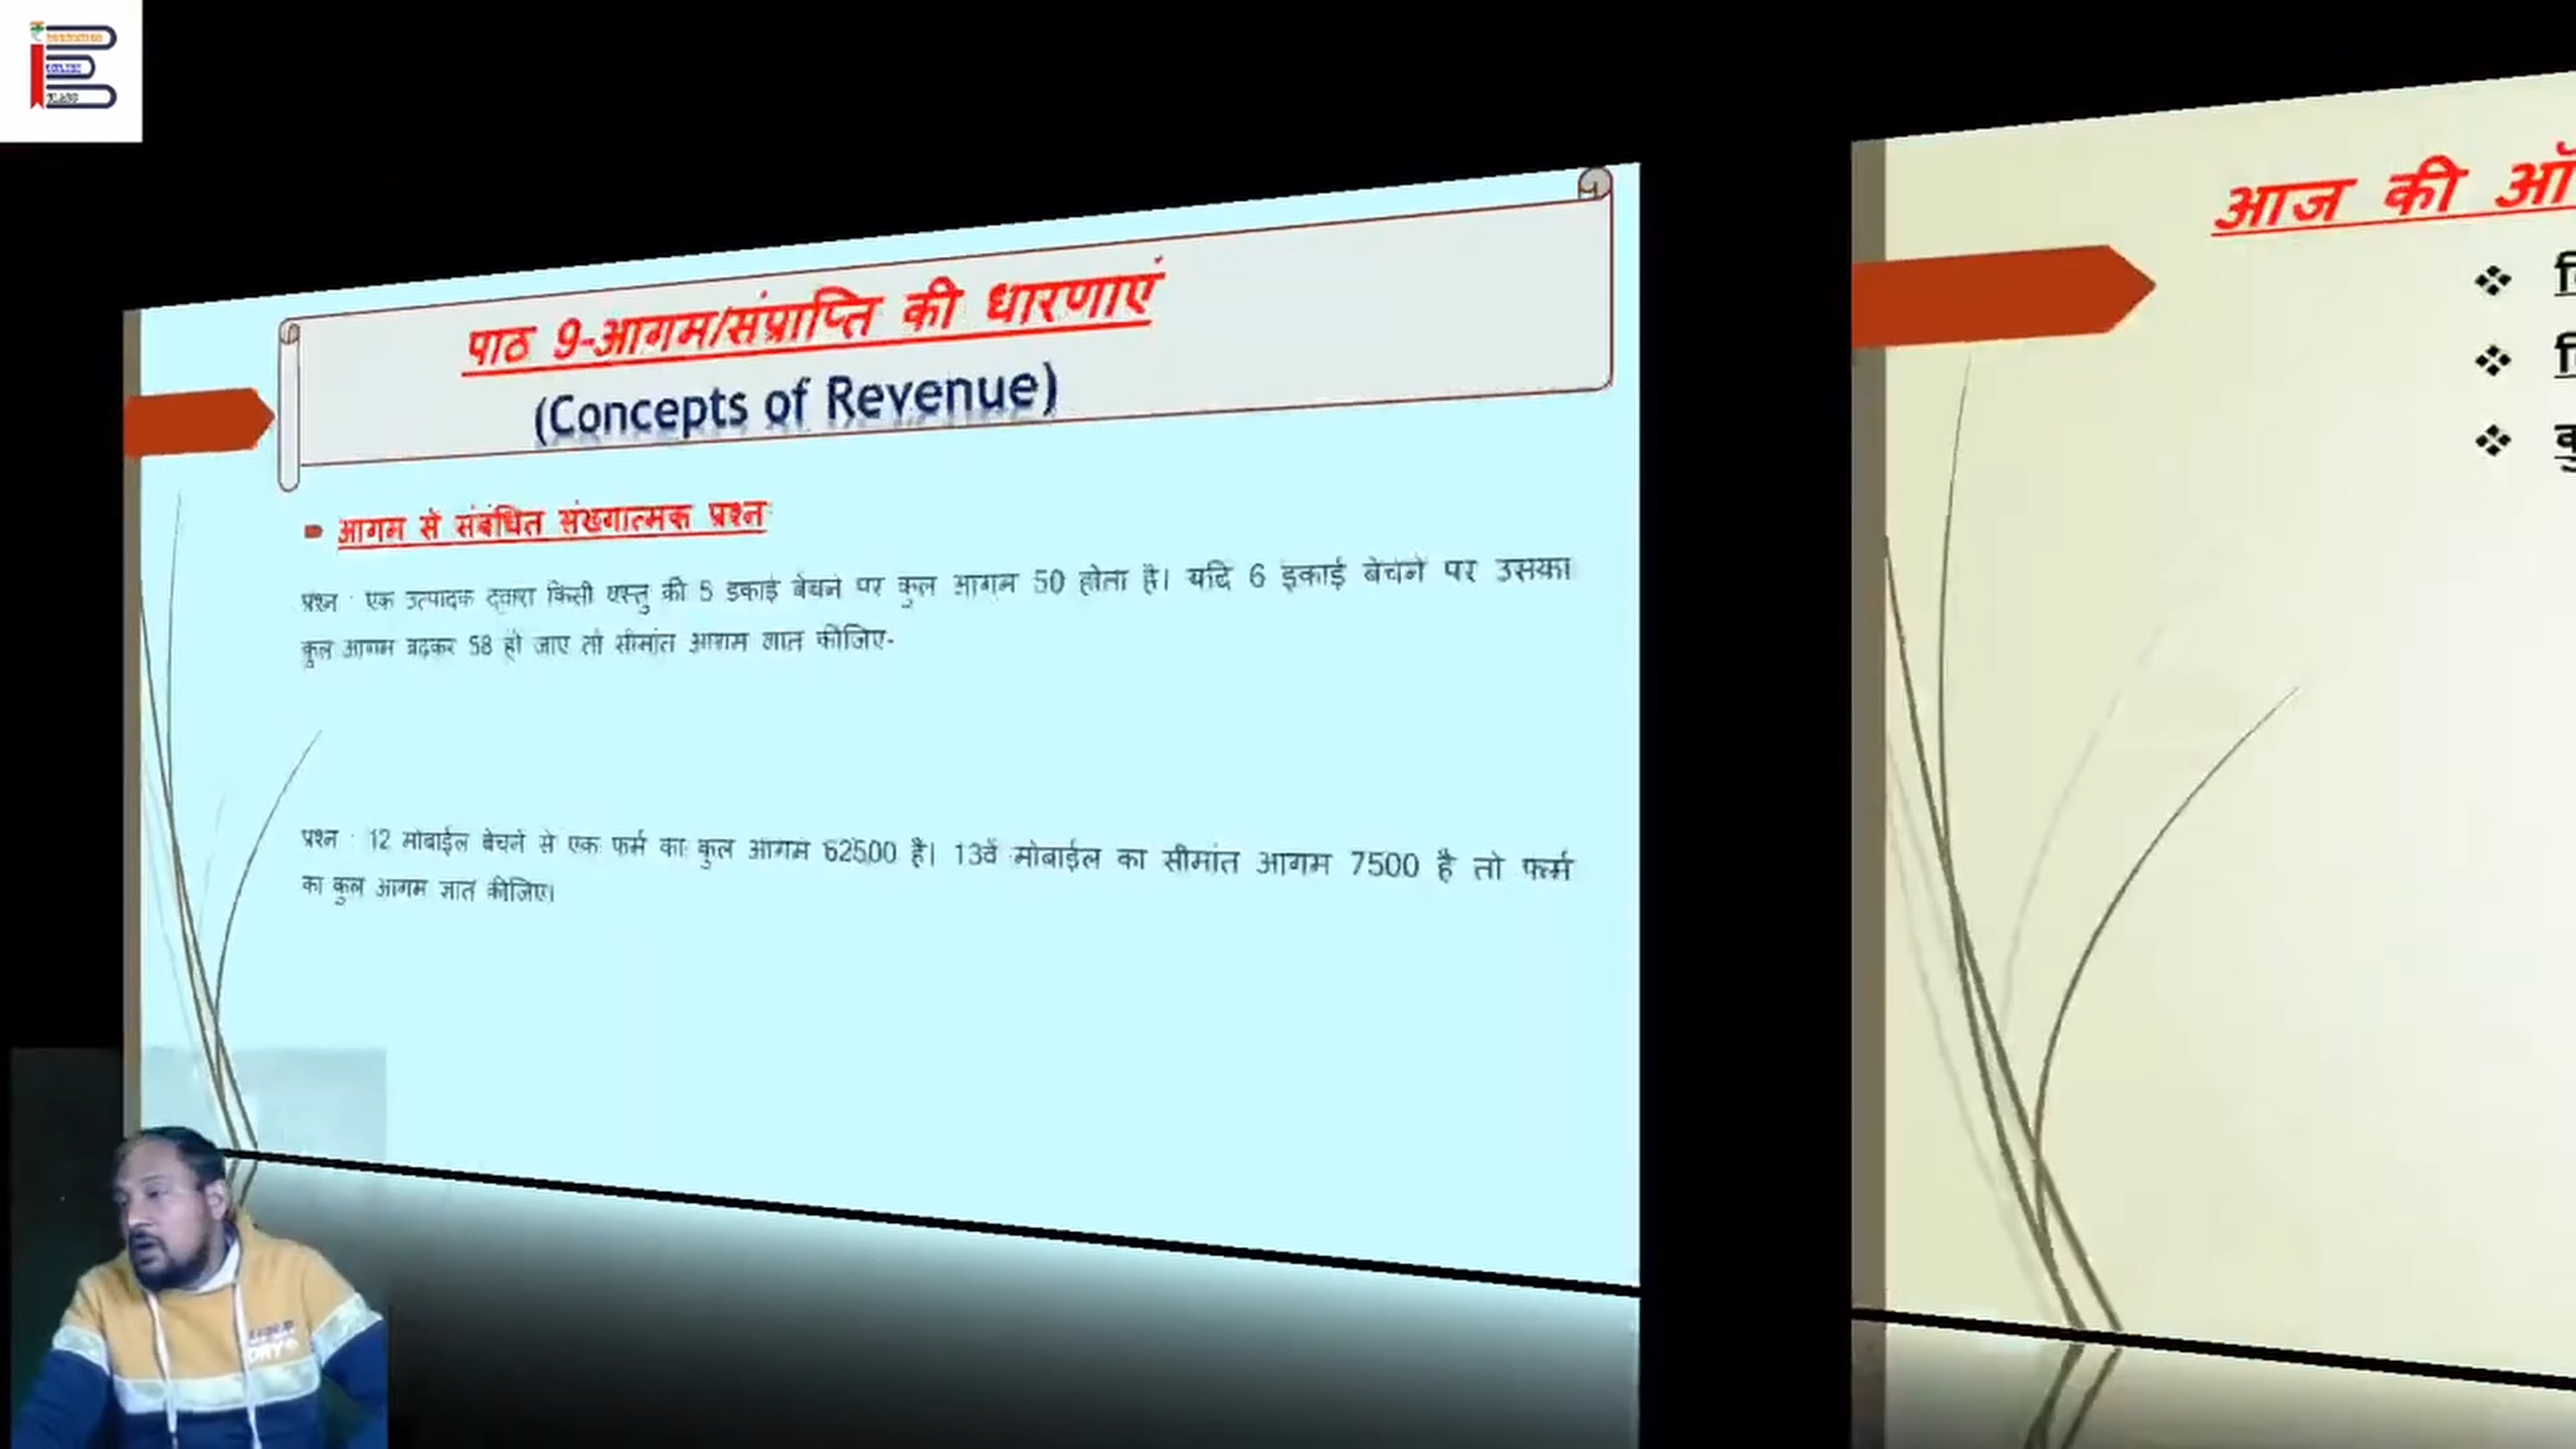 पाठ 9-आगम/संप्राप्ति की धारणाएं
(Concepts of Revenue)
आगम से संबंधित संख्यात्मक प्रश्न
प्रश्न : एक उत्पादक द्वारा किसी वस्तु की 5 इकाई बेचने पर कुल आगम 50 होता है। यदि 6 इकाई बेचने पर उसका
कुल आगम बढ़कर 58 हो जाए तो सीमांत आगम ज्ञात कीजिए-
प्रश्न : 12 मोबाईल बेचने से एक फर्म का कुल आगम 62500 है। 13वें मोबाईल का सीमांत आगम 7500 है तो फर्म
का कुल आगम ज्ञात कीजिए।
आज की